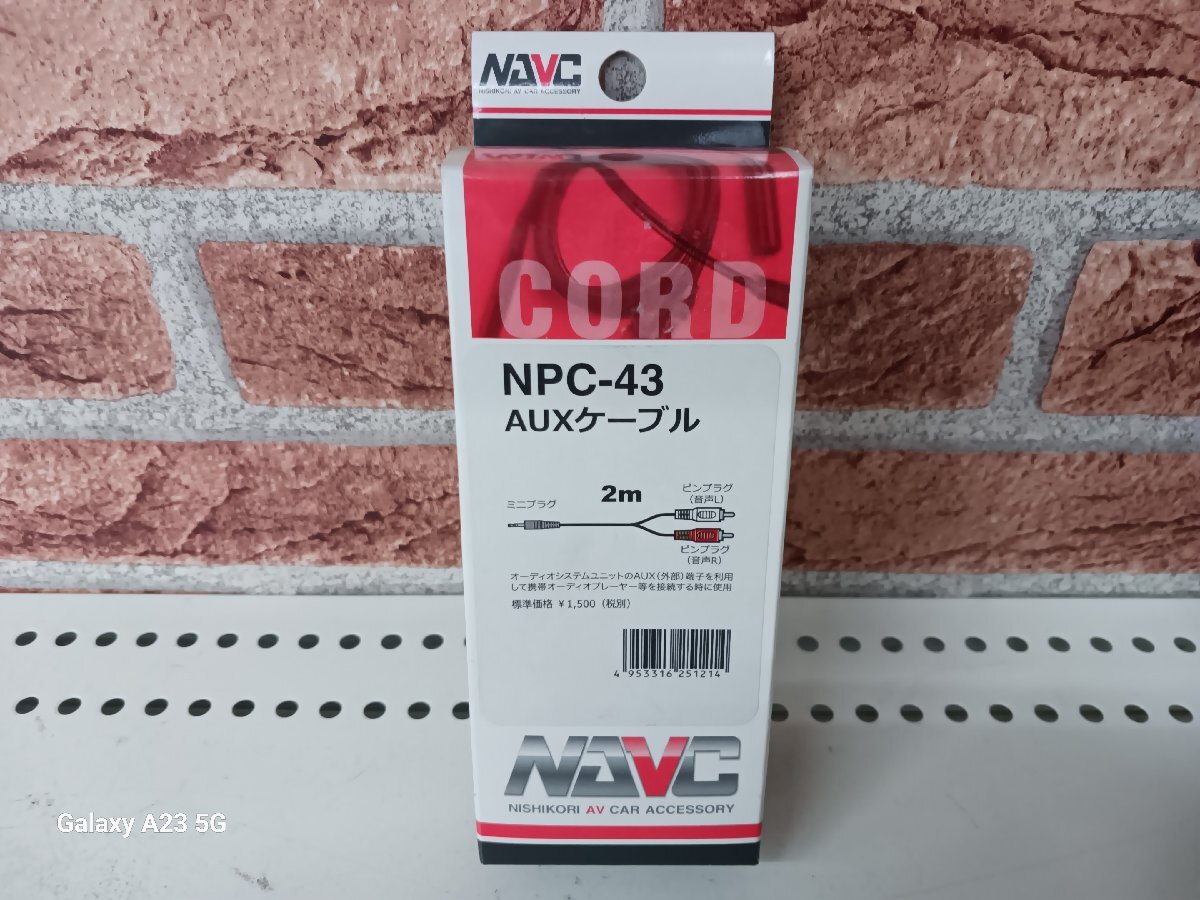 NAVC
NISHIKORI AV CAR ACCESSORY
CORD
NPC-43
AUXケーブル
ミニプラグ
2m
ピンプラグ
(音声L)
ピンプラグ
(音声R)
オーディオシステムユニットのAUX(外部)端子を利用
して携帯オーディオプレーヤー等を接続する時に使用
標準価格 ¥1,500(税別)
4 953316 251214
NAVC
NISHIKORI AV CAR ACCESSORY
Galaxy A23 5G